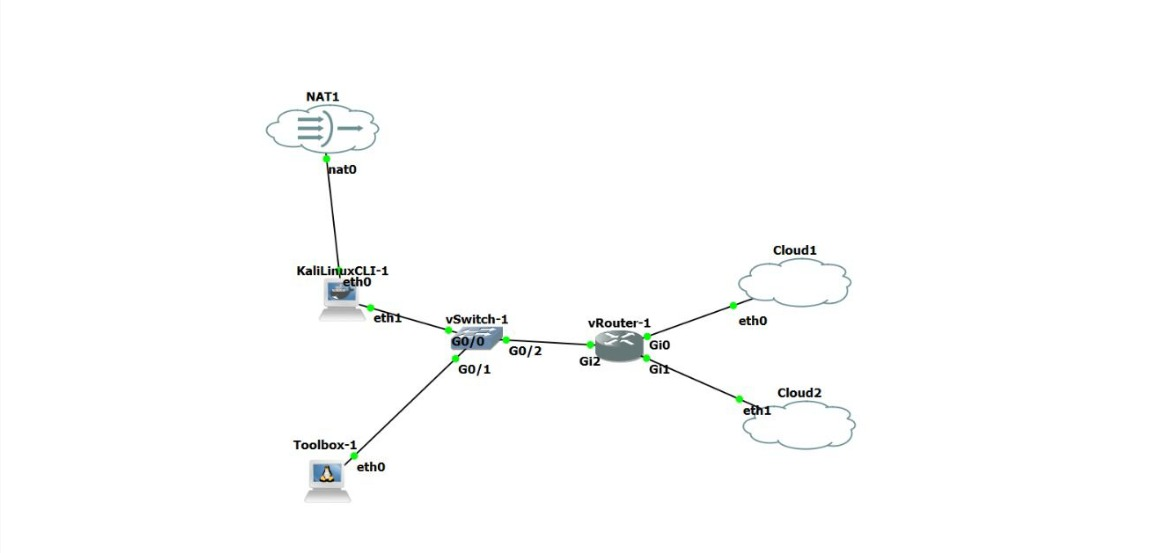 NAT1
nat0
KaliLinuxCLI-1
eth0
eth1
vSwitch-1
G0/0
G0/2
G0/1
Toolbox-1
eth0
vRouter-1
Gi0
Gi2
Gi1
Cloud1
eth0
Cloud2
eth1